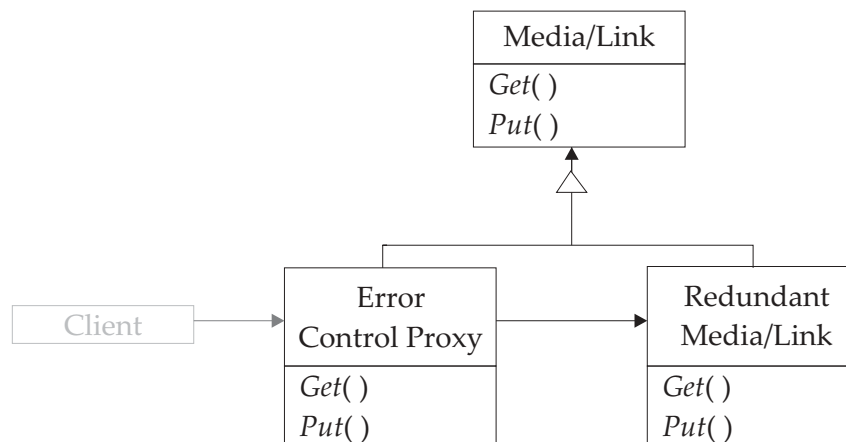 Media/Link
Get( )
Put( )
Client
Error
Control Proxy
Get( )
Put( )
Redundant
Media/Link
Get( )
Put( )